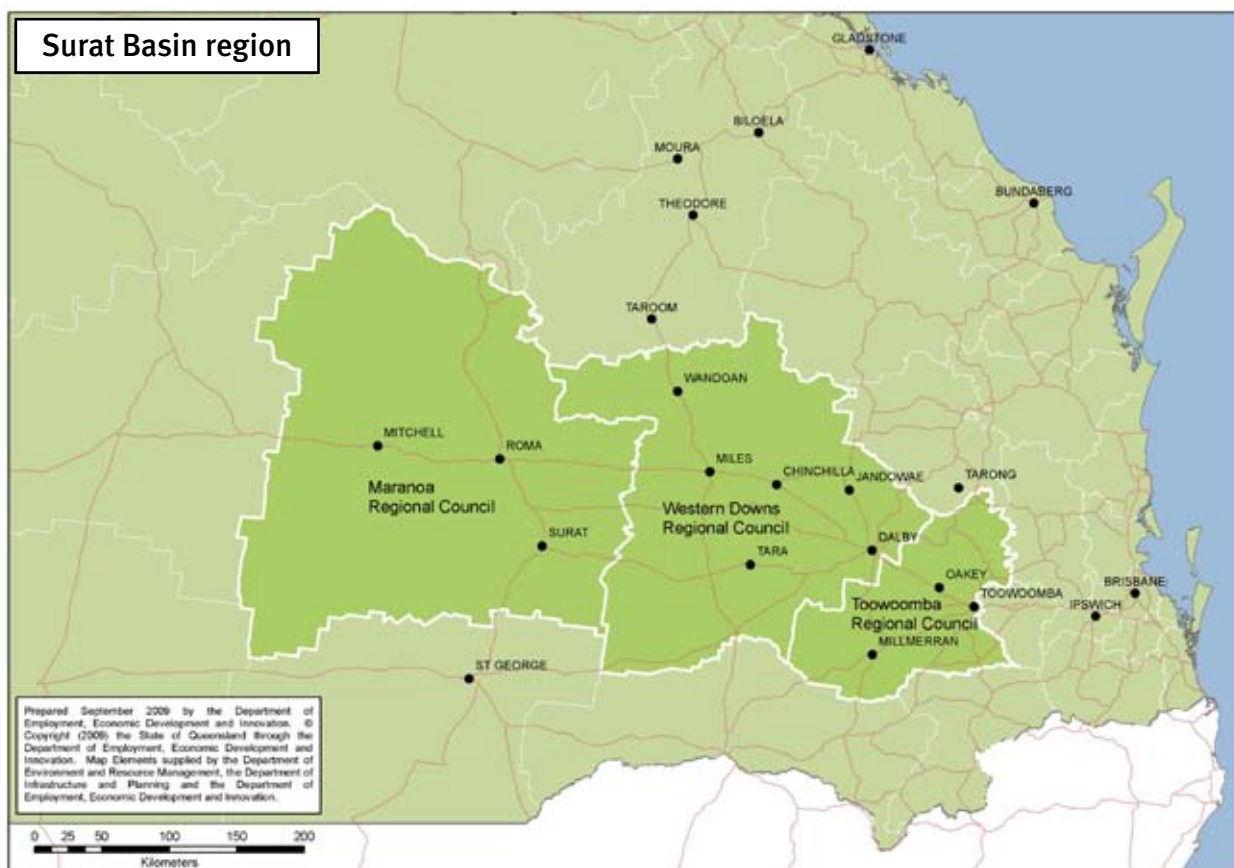 Surat Basin region
GLADSTONE
BILOELA
MOURA
BUNDABERG
THEODORE
TAROOM
WANDOAN
MITCHELL
ROMA
MILES
CHINCHILLA
JANDOWAE
TARONG
Maranoa
Regional Council
Western Downs
Regional Council
SURAT
TARA
DALBY
OAKEY
TOOWOOMBA
BRISBANE
IPSWICH
Toowoomba
Regional Council
MILLMERRAN
ST GEORGE
Prepared September 2009 by the Department of
Employment, Economic Development and Innovation. ©
Copyright (2009) the State of Queensland through the
Department of Employment, Economic Development and
Innovation. Map Elements supplied by the Department of
Environment and Resource Management, the Department of
Infrastructure and Planning and the Department of
Employment, Economic Development and Innovation.
0 25 50 100 150 200
Kilometers